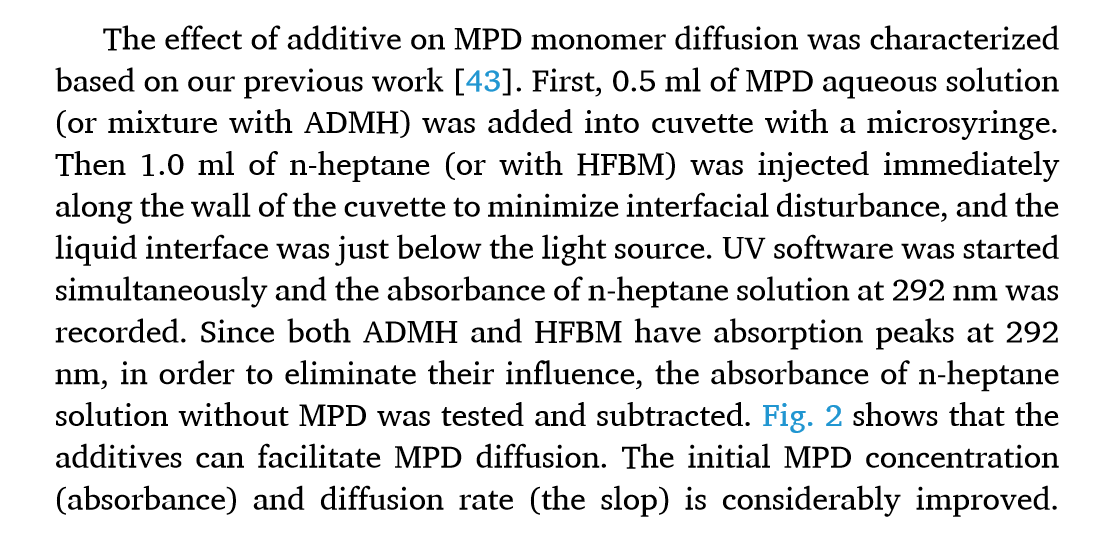 The effect of additive on MPD monomer diffusion was characterized
based on our previous work [43]. First, 0.5 ml of MPD aqueous solution
(or mixture with ADMH) was added into cuvette with a microsyringe.
Then 1.0 ml of n-heptane (or with HFBM) was injected immediately
along the wall of the cuvette to minimize interfacial disturbance, and the
liquid interface was just below the light source. UV software was started
simultaneously and the absorbance of n-heptane solution at 292 nm was
recorded. Since both ADMH and HFBM have absorption peaks at 292
nm, in order to eliminate their influence, the absorbance of n-heptane
solution without MPD was tested and subtracted. Fig. 2 shows that the
additives can facilitate MPD diffusion. The initial MPD concentration
(absorbance) and diffusion rate (the slop) is considerably improved.